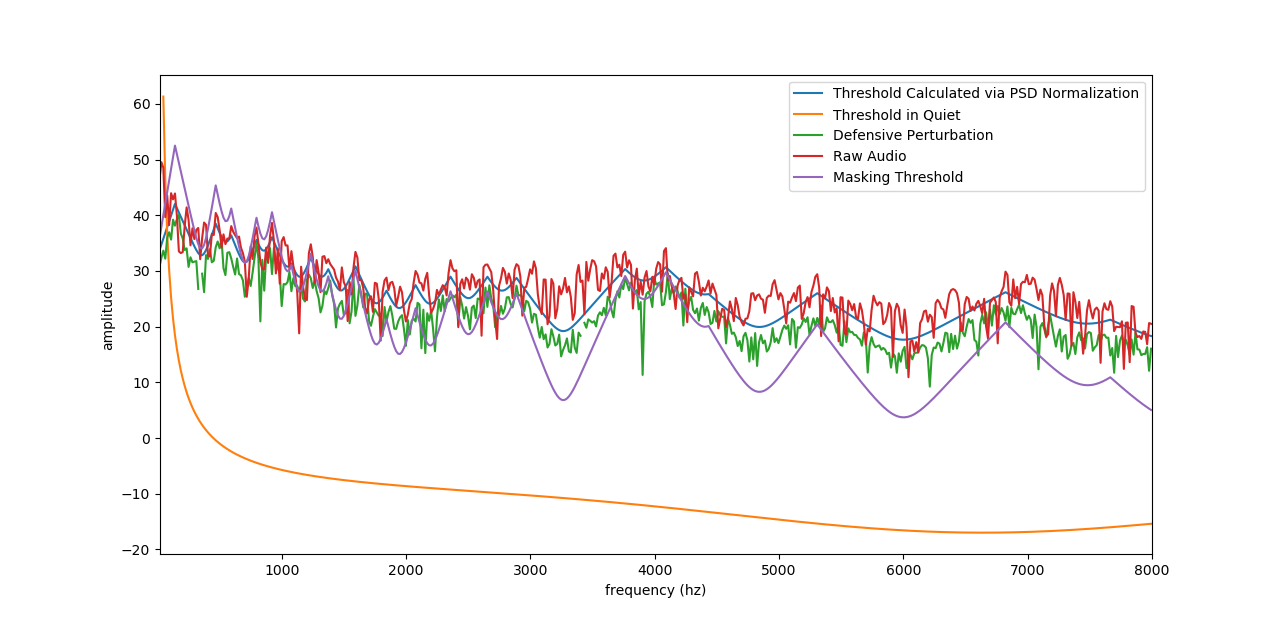 Threshold Calculated via PSD Normalization
Threshold in Quiet
Defensive Perturbation
Raw Audio
Masking Threshold
60
50
40
30
20
10
0
−10
−20
amplitude
1000 2000 3000 4000 5000 6000 7000 8000
frequency (hz)